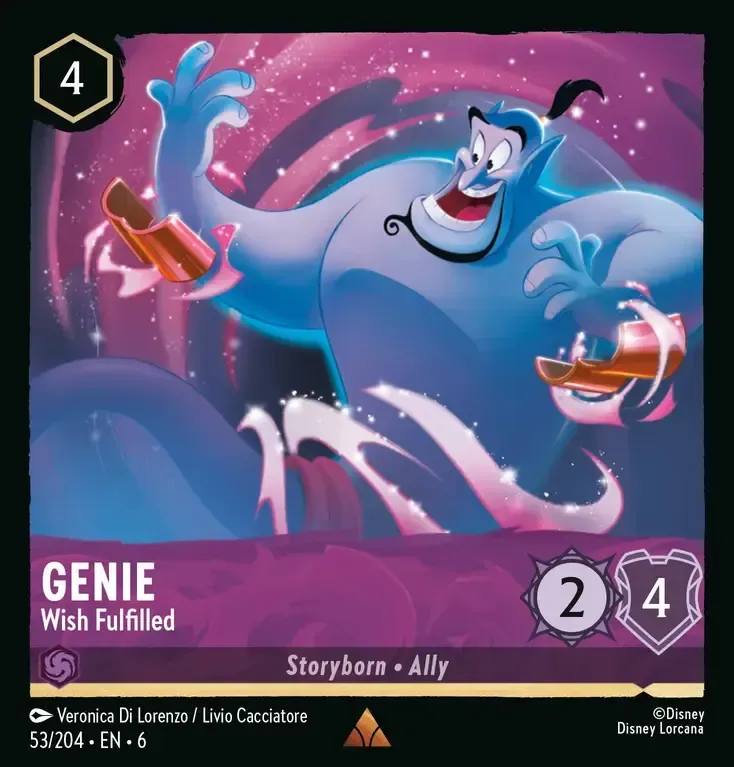 4
GENIE
Wish Fulfilled
2 4
Storyborn • Ally
Veronica Di Lorenzo / Livio Cacciatore
53/204 • EN • 6
©Disney
Disney Lorcana